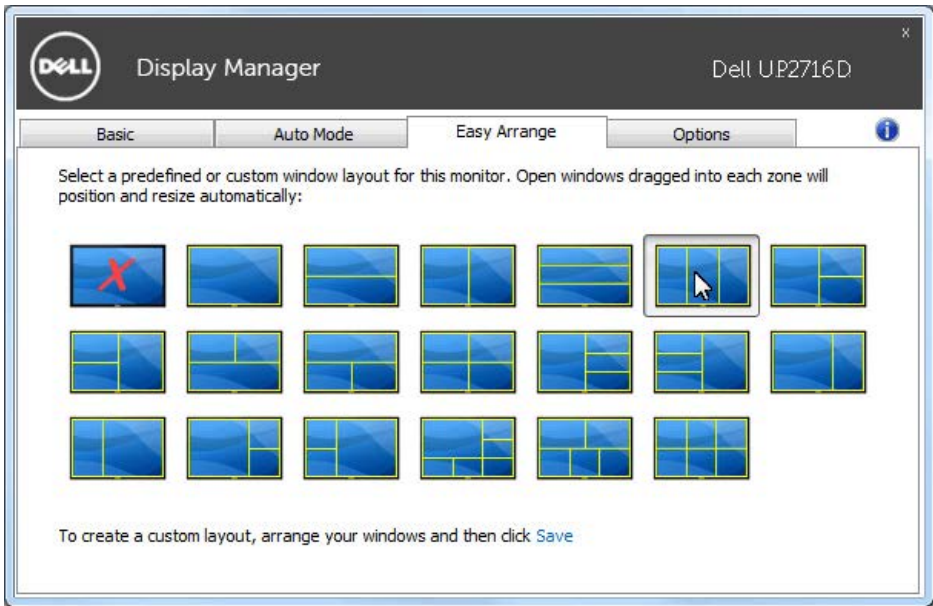 x
DELL
Display Manager
Dell UP2716D
Basic
Auto Mode
Easy Arrange
Options
i
Select a predefined or custom window layout for this monitor. Open windows dragged into each zone will
position and resize automatically:
X
To create a custom layout, arrange your windows and then click Save